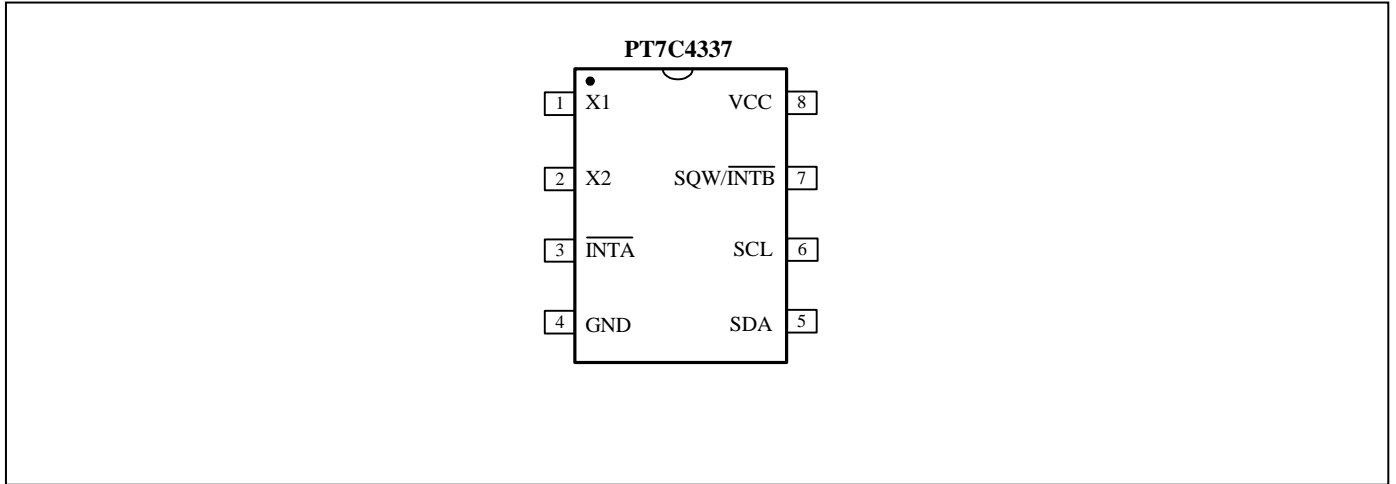 PT7C4337
1 X1 VCC 8
2 X2 SQW/INTB 7
3 INTA SCL 6
4 GND SDA 5